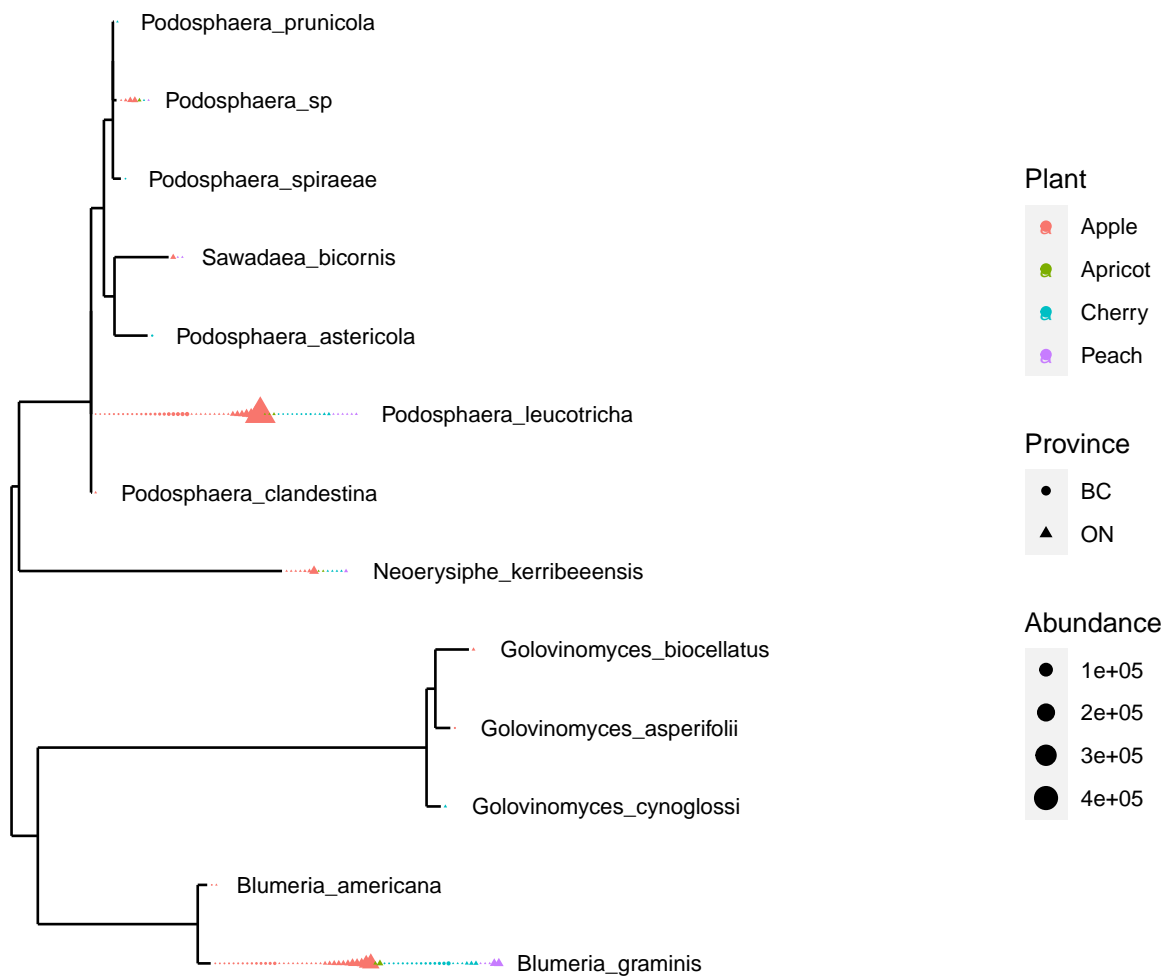 Podosphaera_prunicola
Podosphaera_sp
Podosphaera_spiraeae
Sawadaea_bicornis
Podosphaera_astericola
Podosphaera_leucotricha
Podosphaera_clandestina
Neoerysiphe_kerribeeensis
Golovinomyces_biocellatus
Golovinomyces_asperifolii
Golovinomyces_cynoglossi
Blumeria_americana
Blumeria_graminis
Plant
Apple
Apricot
Cherry
Peach
Province
BC
ON
Abundance
1e+05
2e+05
3e+05
4e+05